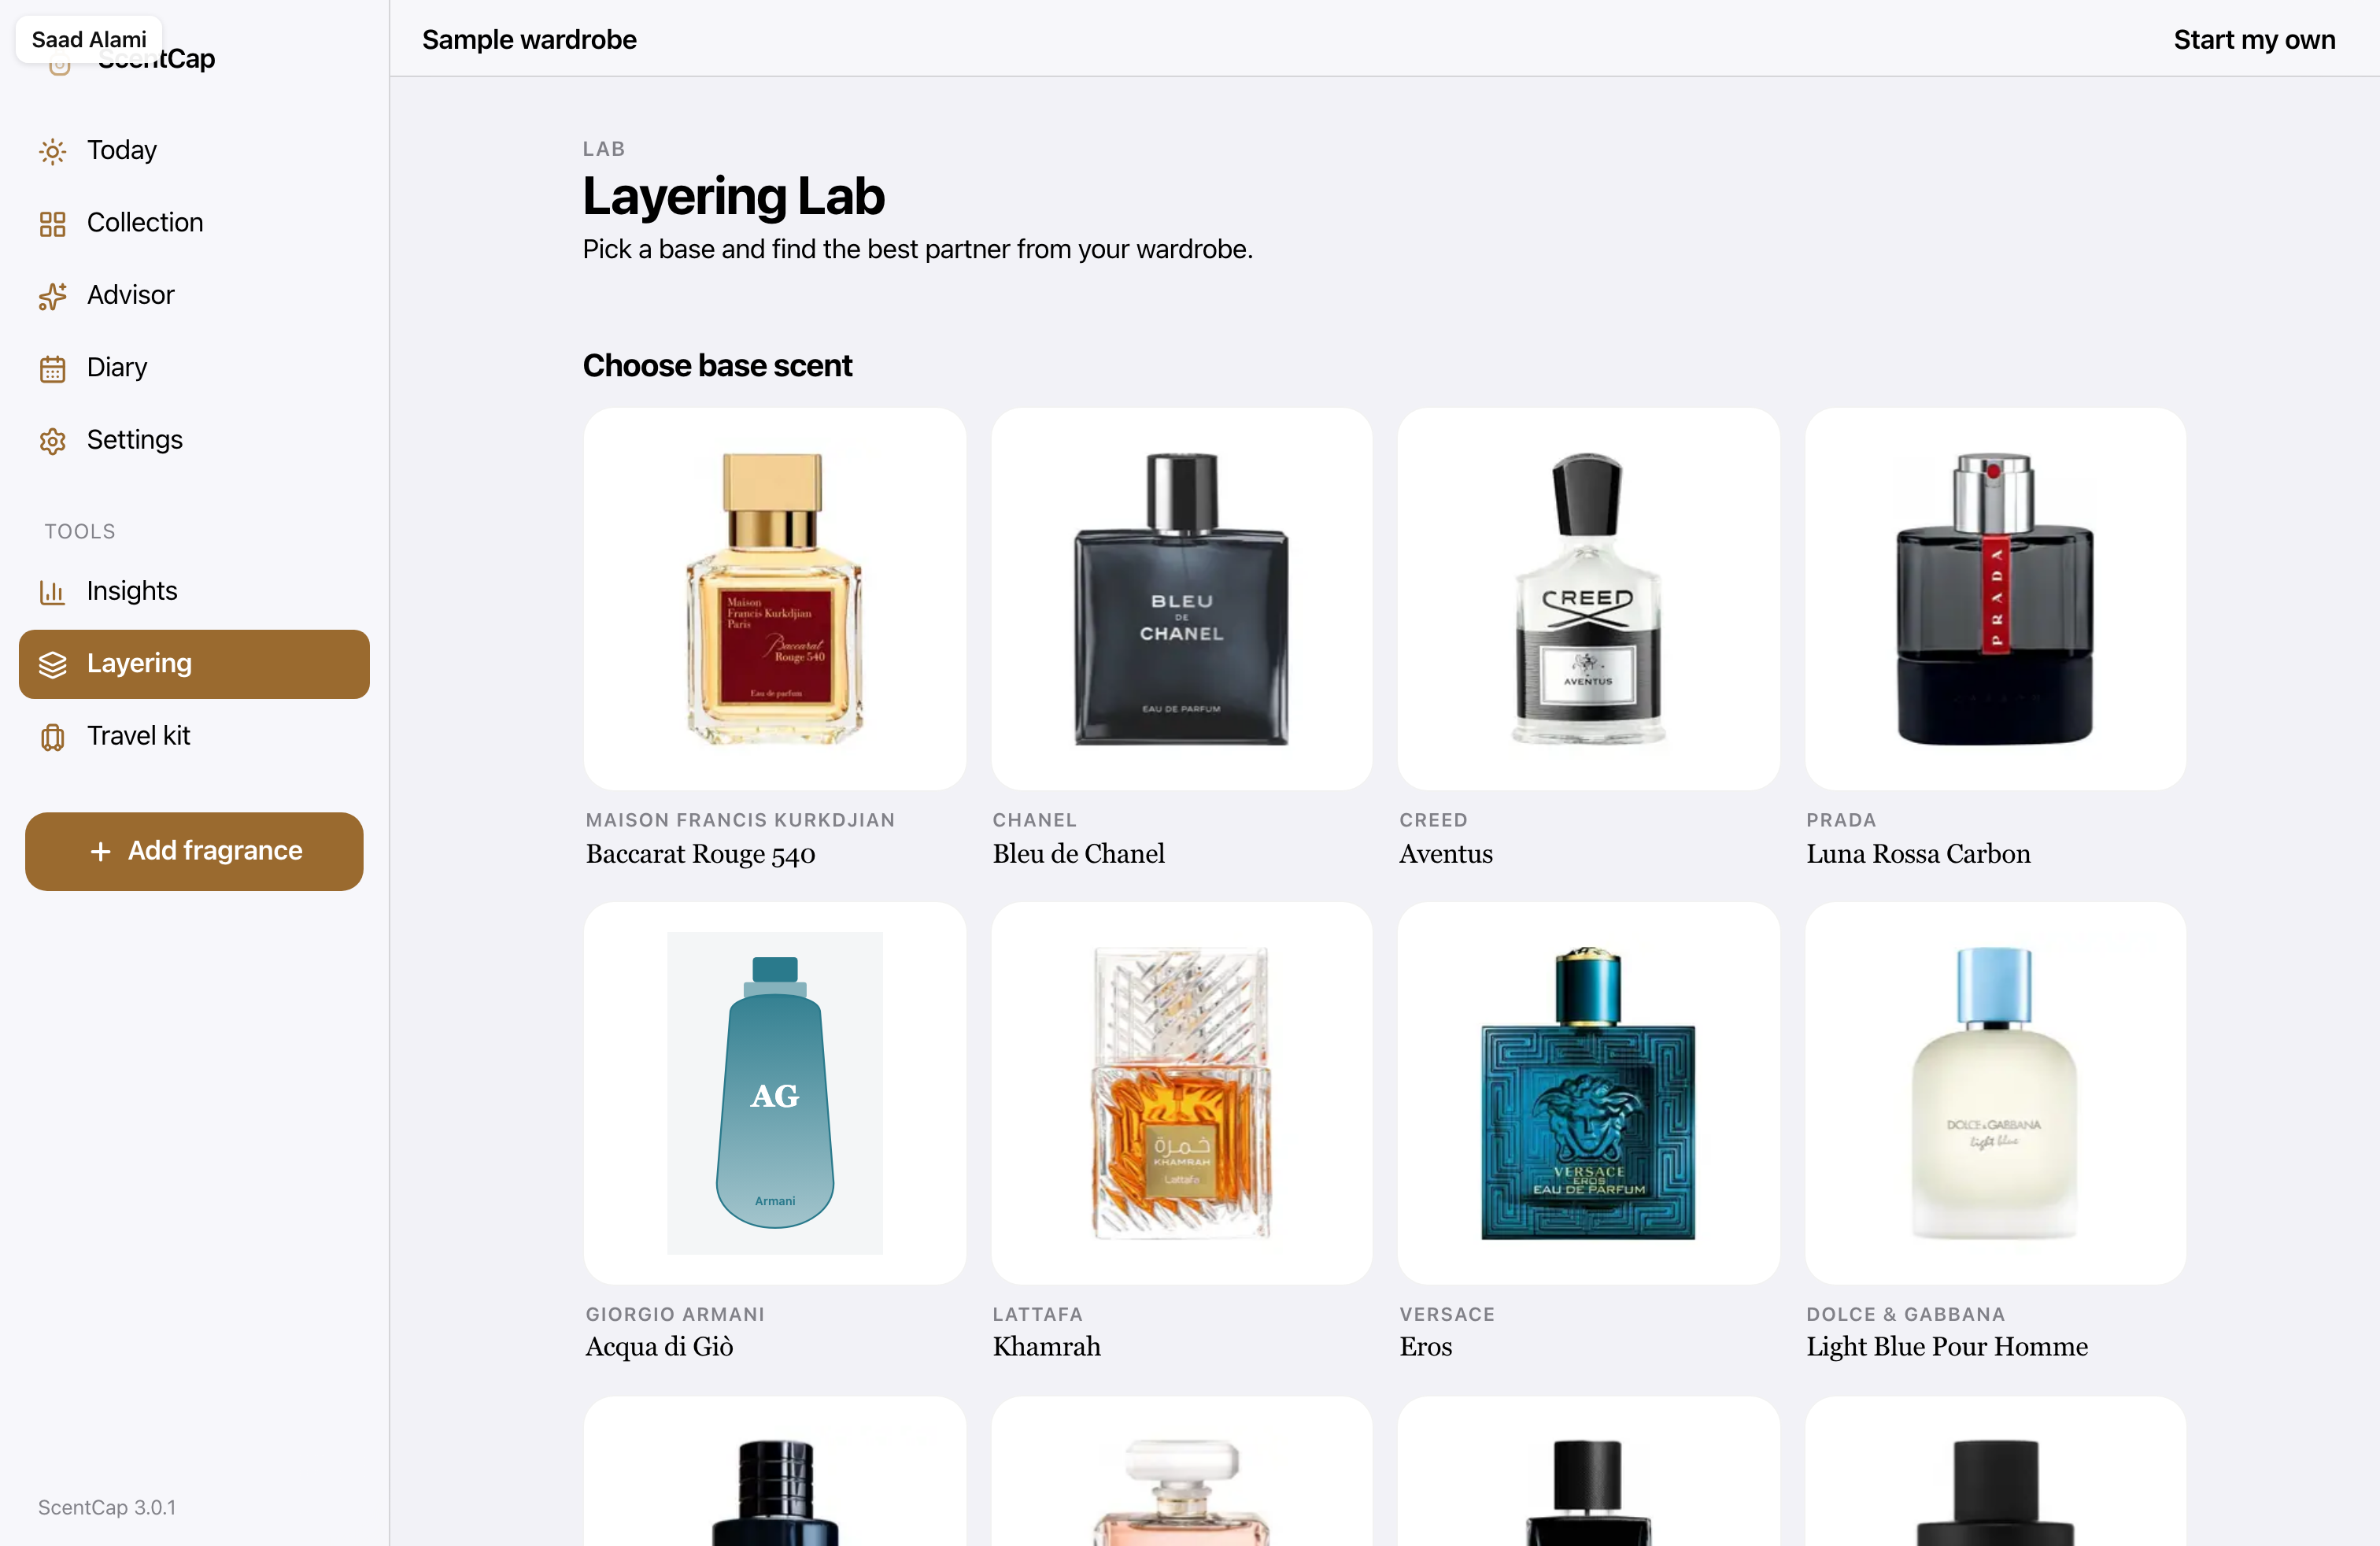 Saad Alami
ScentCap
Today
Collection
Advisor
Diary
Settings
TOOLS
Insights
Layering
Travel kit
+ Add fragrance
ScentCap 3.0.1
Sample wardrobe
Start my own
LAB
Layering Lab
Pick a base and find the best partner from your wardrobe.
Choose base scent
Maison
Francis Kurkdjian
Paris
Baccarat
Rouge 540
Eau de parfum
MAISON FRANCIS KURKDJIAN
Baccarat Rouge 540
BLEU
DE
CHANEL
EAU DE PARFUM
CHANEL
Bleu de Chanel
CREED
AVENTUS
CREED
Aventus
PRADA
PRADA
Luna Rossa Carbon
AG
Armani
GIORGIO ARMANI
Acqua di Giò
خمرة
KHAMRAH
Lattafa
LATTAFA
Khamrah
VERSACE
EROS
EAU DE PARFUM
VERSACE
Eros
DOLCE & GABBANA
light blue
DOLCE & GABBANA
Light Blue Pour Homme